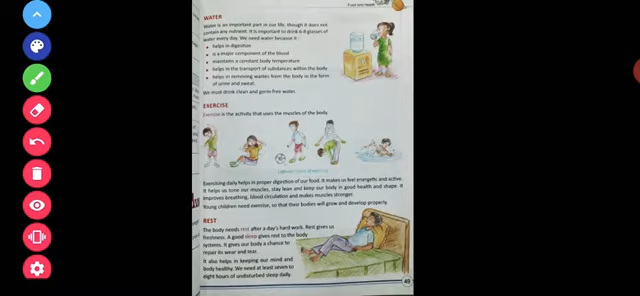 Food and Health
WATER
Water is an important part in our life, though it does not
contain any nutrient. It is important to drink 6-8 glasses of
water every day. We need water because it
• helps in digestion
• is a major component of the blood
• maintains a constant body temperature
• helps in the transport of substances within the body
• helps in removing wastes from the body in the form
of urine and sweat.
We must drink clean and germ-free water.
EXERCISE
Exercise is the activity that uses the muscles of the body.
Different forms of exercise
Exercising daily helps in proper digestion of our food. It makes us feel energetic and active.
It helps us tone our muscles, stay lean and keep our body in good health and shape. It
improves breathing, blood circulation and makes muscles stronger.
Young children need exercise, so that their bodies will grow and develop properly.
REST
The body needs rest after a day's hard work. Rest gives us
freshness. A good sleep gives rest to the body
systems. It gives our body a chance to
repair its wear and tear.
It also helps in keeping our mind and
body healthy. We need at least seven to
eight hours of undisturbed sleep daily.
49